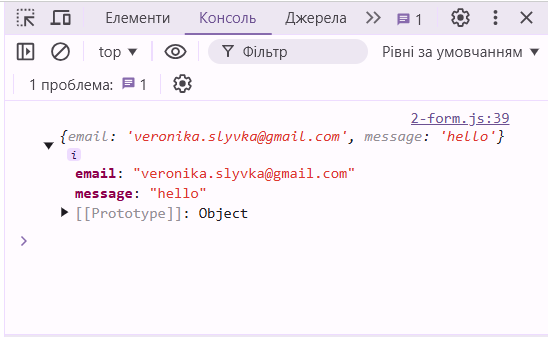 Елементи Консоль Джерела 1
top Фільтр Рівні за умовчанням
1 проблема: 1
2-form.js:39
{email: 'veronika.slyvka@gmail.com', message: 'hello'}
i
email: "veronika.slyvka@gmail.com"
message: "hello"
[[Prototype]]: Object